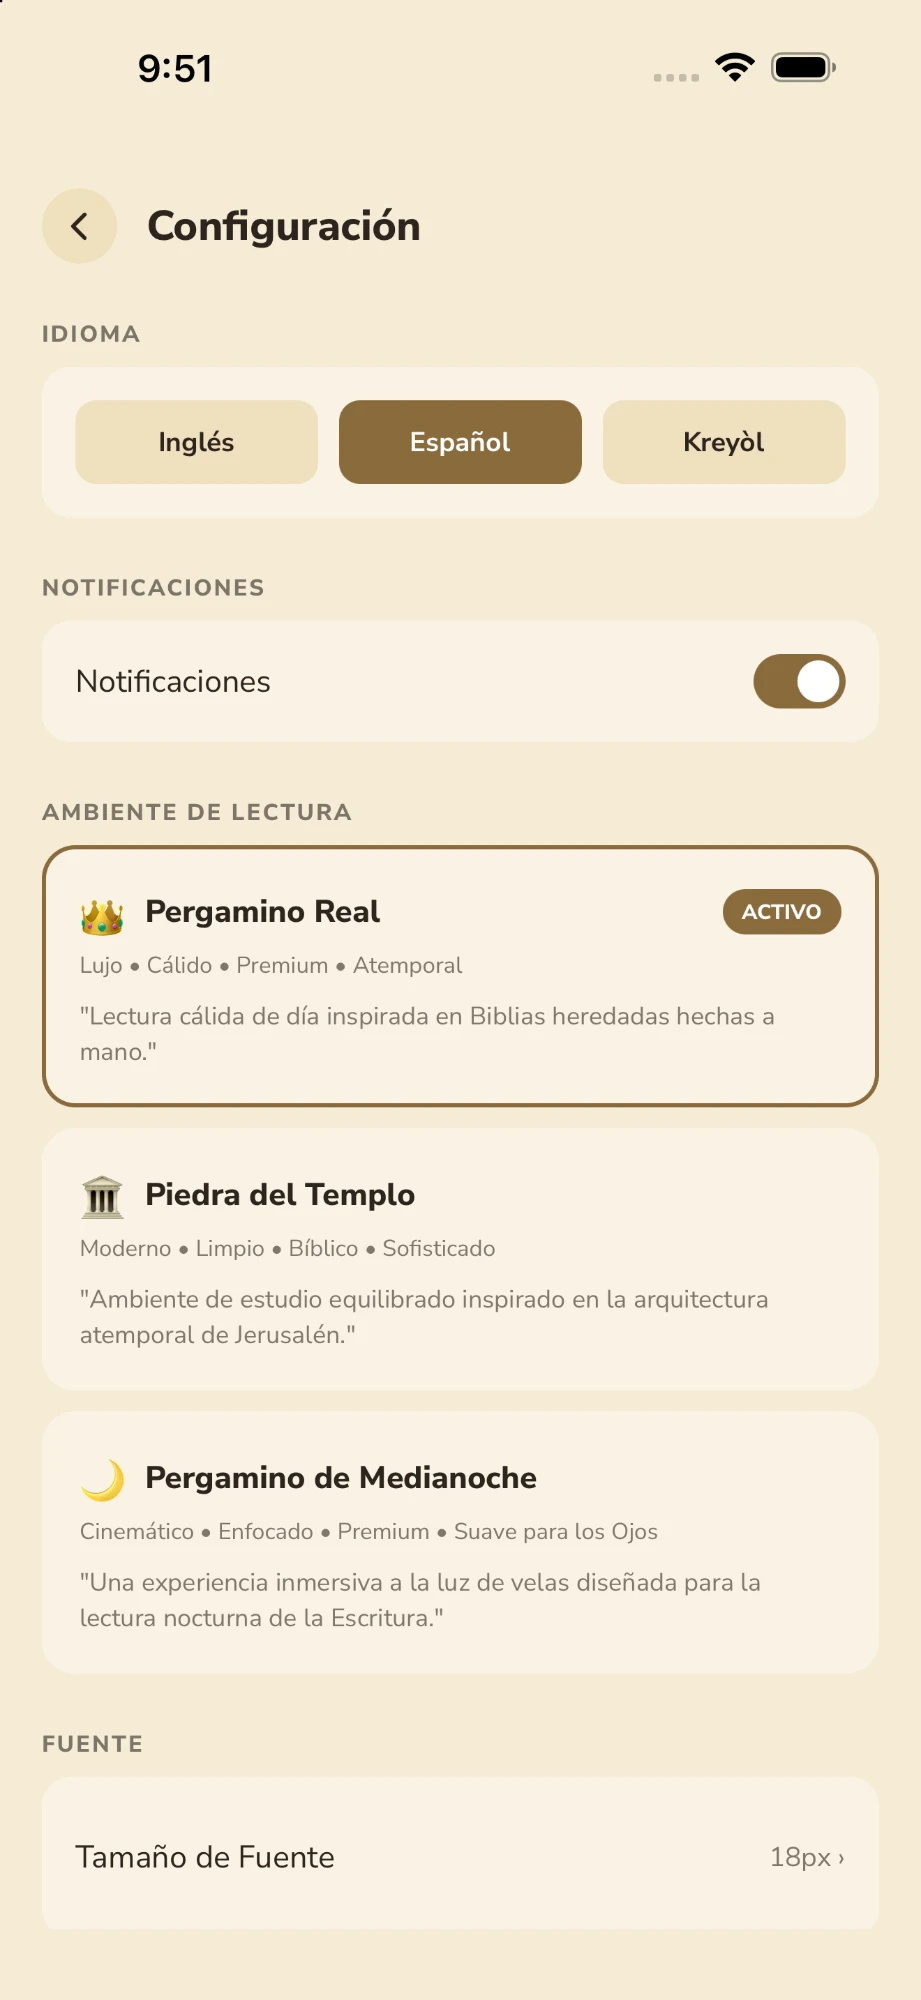 9:51
Configuración
IDIOMA
Inglés
Español
Kreyòl
NOTIFICACIONES
Notificaciones
AMBIENTE DE LECTURA
Pergamino Real
ACTIVO
Lujo • Cálido • Premium • Atemporal
"Lectura cálida de día inspirada en Biblias heredadas hechas a
mano."
Piedra del Templo
Moderno • Limpio • Bíblico • Sofisticado
"Ambiente de estudio equilibrado inspirado en la arquitectura
atemporal de Jerusalén."
Pergamino de Medianoche
Cinemático • Enfocado • Premium • Suave para los Ojos
"Una experiencia inmersiva a la luz de velas diseñada para la
lectura nocturna de la Escritura."
FUENTE
Tamaño de Fuente
18px ›